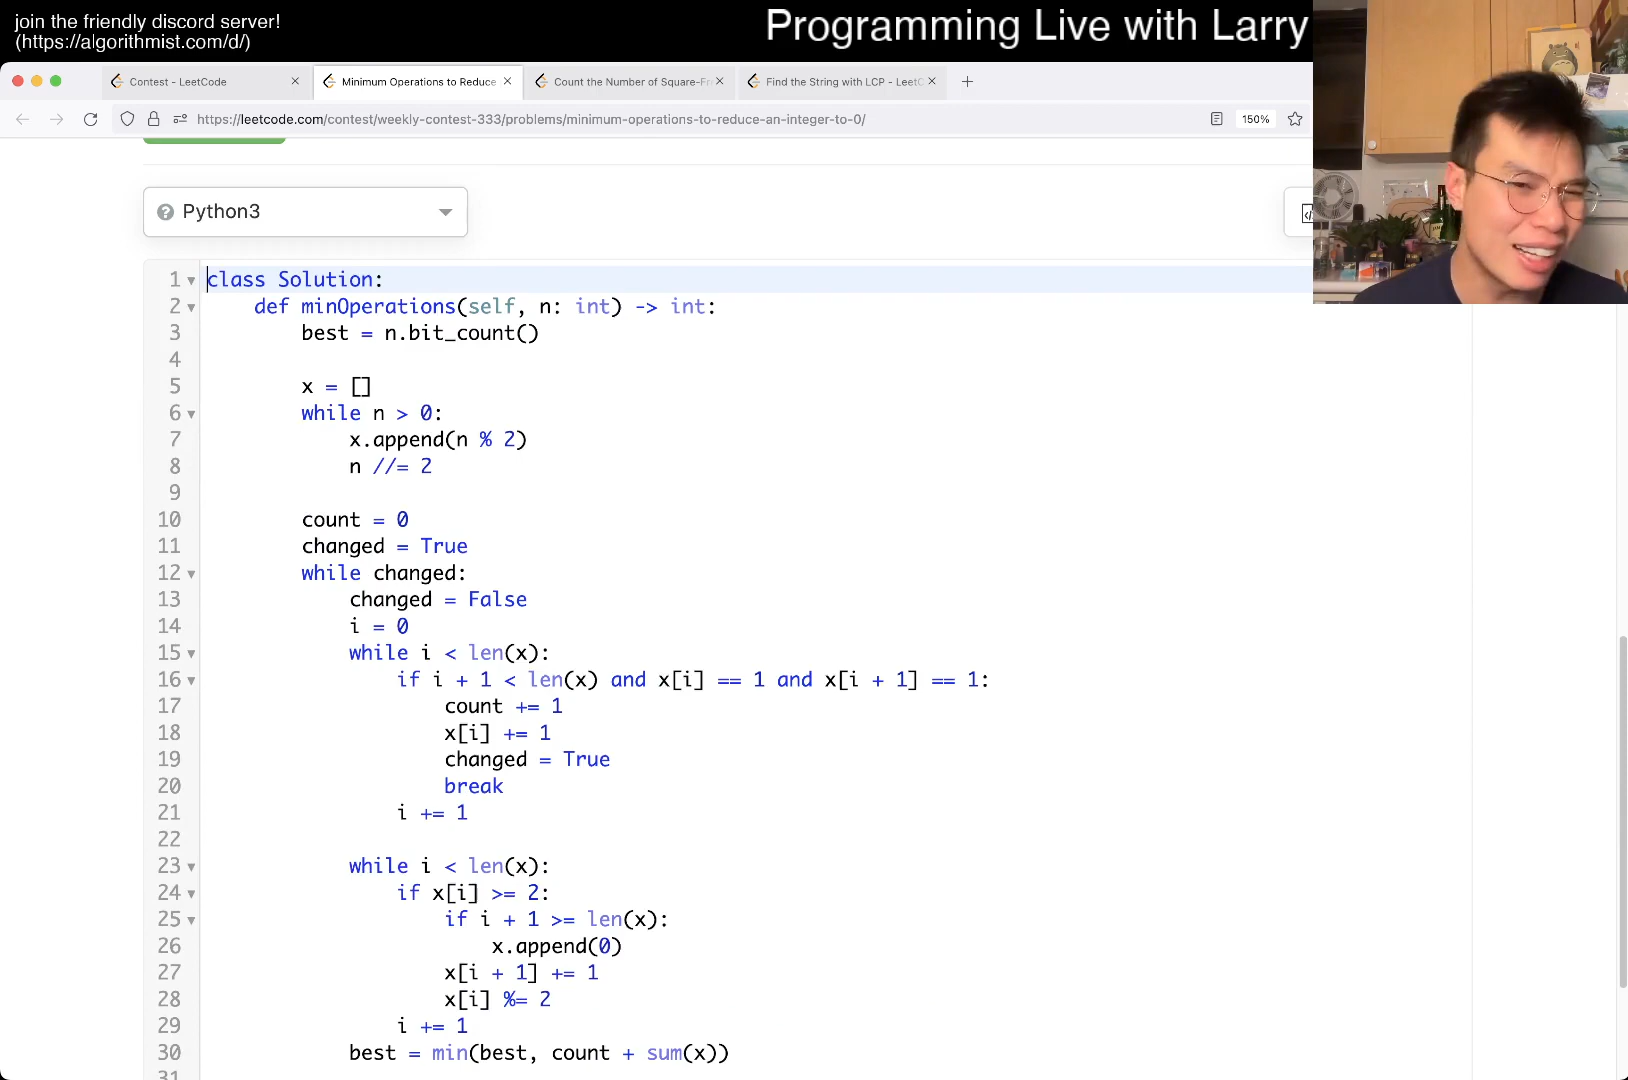 join the friendly discord server!
(https://algorithmist.com/d/)
Programming Live with Larry
Contest - LeetCode
Minimum Operations to Reduce
Count the Number of Square-Fr
Find the String with LCP - LeetC
https://leetcode.com/contest/weekly-contest-333/problems/minimum-operations-to-reduce-an-integer-to-0/
150%
Python3
1 class Solution:
2 def minOperations(self, n: int) -> int:
3 best = n.bit_count()
4
5 x = []
6 while n > 0:
7 x.append(n % 2)
8 n //= 2
9
10 count = 0
11 changed = True
12 while changed:
13 changed = False
14 i = 0
15 while i < len(x):
16 if i + 1 < len(x) and x[i] == 1 and x[i + 1] == 1:
17 count += 1
18 x[i] += 1
19 changed = True
20 break
21 i += 1
22
23 while i < len(x):
24 if x[i] >= 2:
25 if i + 1 >= len(x):
26 x.append(0)
27 x[i + 1] += 1
28 x[i] %= 2
29 i += 1
30 best = min(best, count + sum(x))
31